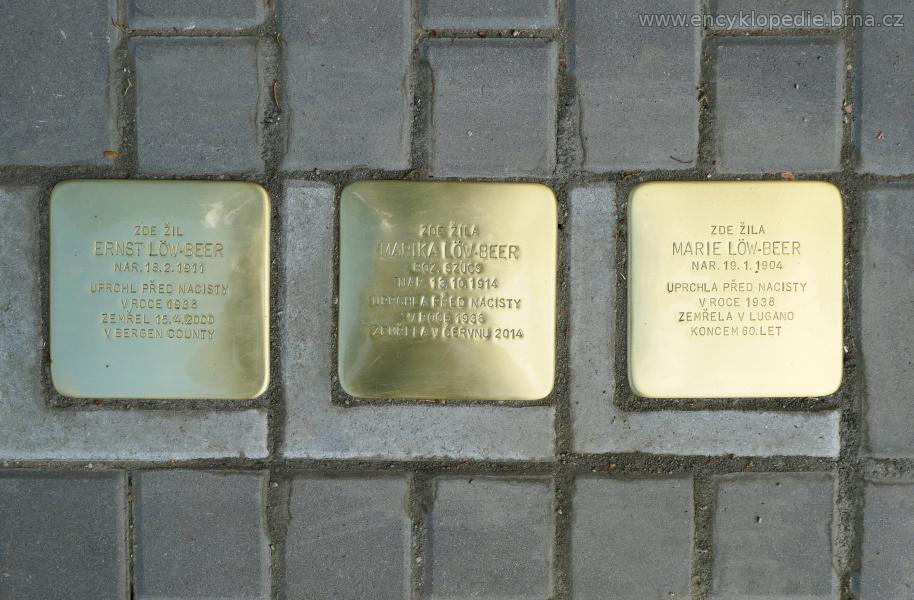 www.encyklopedie.brna.cz
ZDE ŽIL
ERNST LÖW-BEER
NAR. 18.2.1911
UPRCHL PŘED NACISTY
V ROCE 1938
ZEMŘEL 15.4.2000
V BERGEN COUNTY
ZDE ŽILA
MARIKA LÖW-BEER
ROZ. SZÜCS
NAR. 13.10.1914
UPRCHLA PŘED NACISTY
V ROCE 1938
ZEMŘELA V ČERVNU 2014
ZDE ŽILA
MARIE LÖW-BEER
NAR. 19.1.1904
UPRCHLA PŘED NACISTY
V ROCE 1938
ZEMŘELA V LUGANO
KONCEM 60. LET